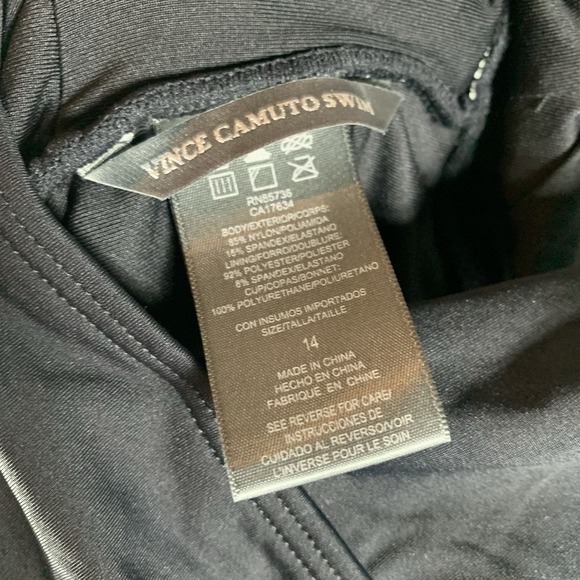 VINCE CAMUTO SWIM
RN85736
CA17634
BODY/EXTERIOR/CORPS:
85% NYLON/POLIAMIDA
15% SPANDEX/ELASTANO
LINING/FORRO/DOUBLURE:
92% POLYESTER/POLIESTER
8% SPANDEX/ELASTANO
CUP/COPAS/BONNET:
100% POLYURETHANE/POLIURETANO
CON INSUMOS IMPORTADOS
SIZE/TALLA/TAILLE
14
MADE IN CHINA
HECHO EN CHINA
FABRIQUE EN CHINE
SEE REVERSE FOR CARE/
INSTRUCCIONES DE
CUIDADO AL REVERSO/VOIR
L'INVERSE POUR LE SOIN